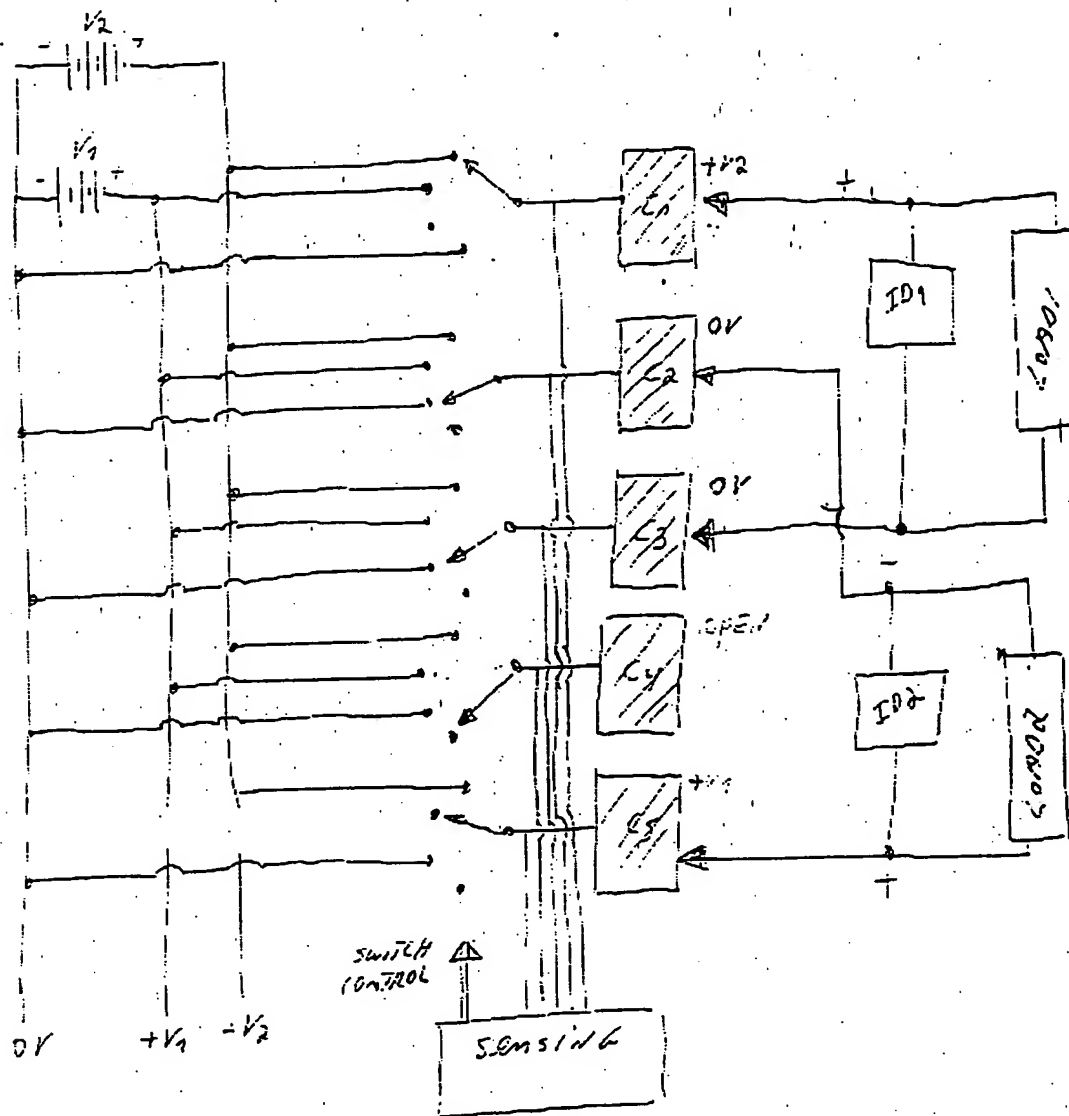 V2
- +
V1
- +
C1
+V2
+
ID1
LOAD1
C2
0V
C3
0V
-
C4
OPEN
ID2
LOAD2
C5
+V1
+
SWITCH
CONTROL
SENSING
0V
+V1
-V2